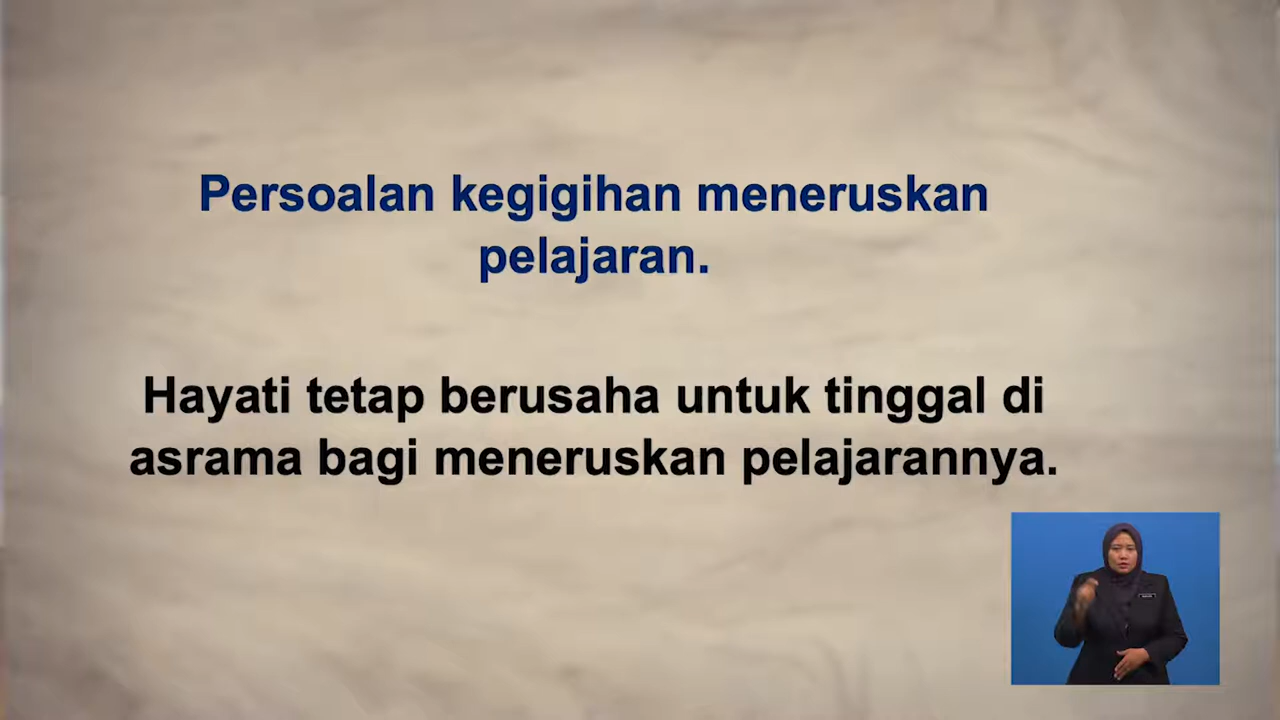 Persoalan kegigihan meneruskan
pelajaran.
Hayati tetap berusaha untuk tinggal di
asrama bagi meneruskan pelajarannya.